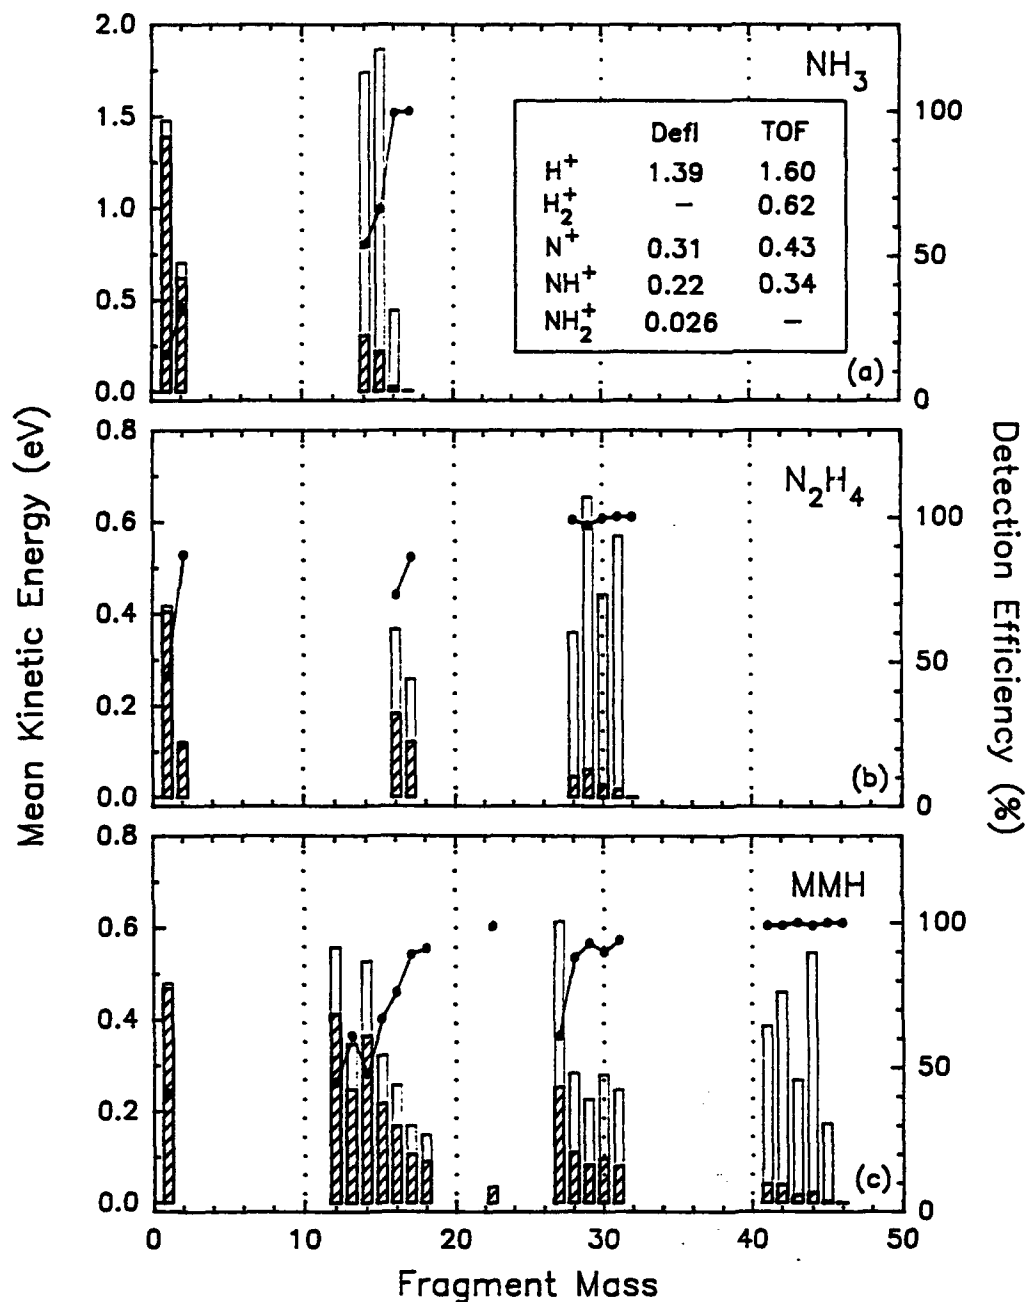 2.0
1.5
1.0
0.5
0.0
NH₃
Defl TOF
H⁺ 1.39 1.60
H₂⁺ – 0.62
N⁺ 0.31 0.43
NH⁺ 0.22 0.34
NH₂⁺ 0.026 –
(a)
100
50
0
0.8
0.6
0.4
0.2
0.0
N₂H₄
(b)
100
50
0
0.8
0.6
0.4
0.2
0.0
MMH
(c)
100
50
0
0 10 20 30 40 50
Fragment Mass
Mean Kinetic Energy (eV)
Detection Efficiency (%)